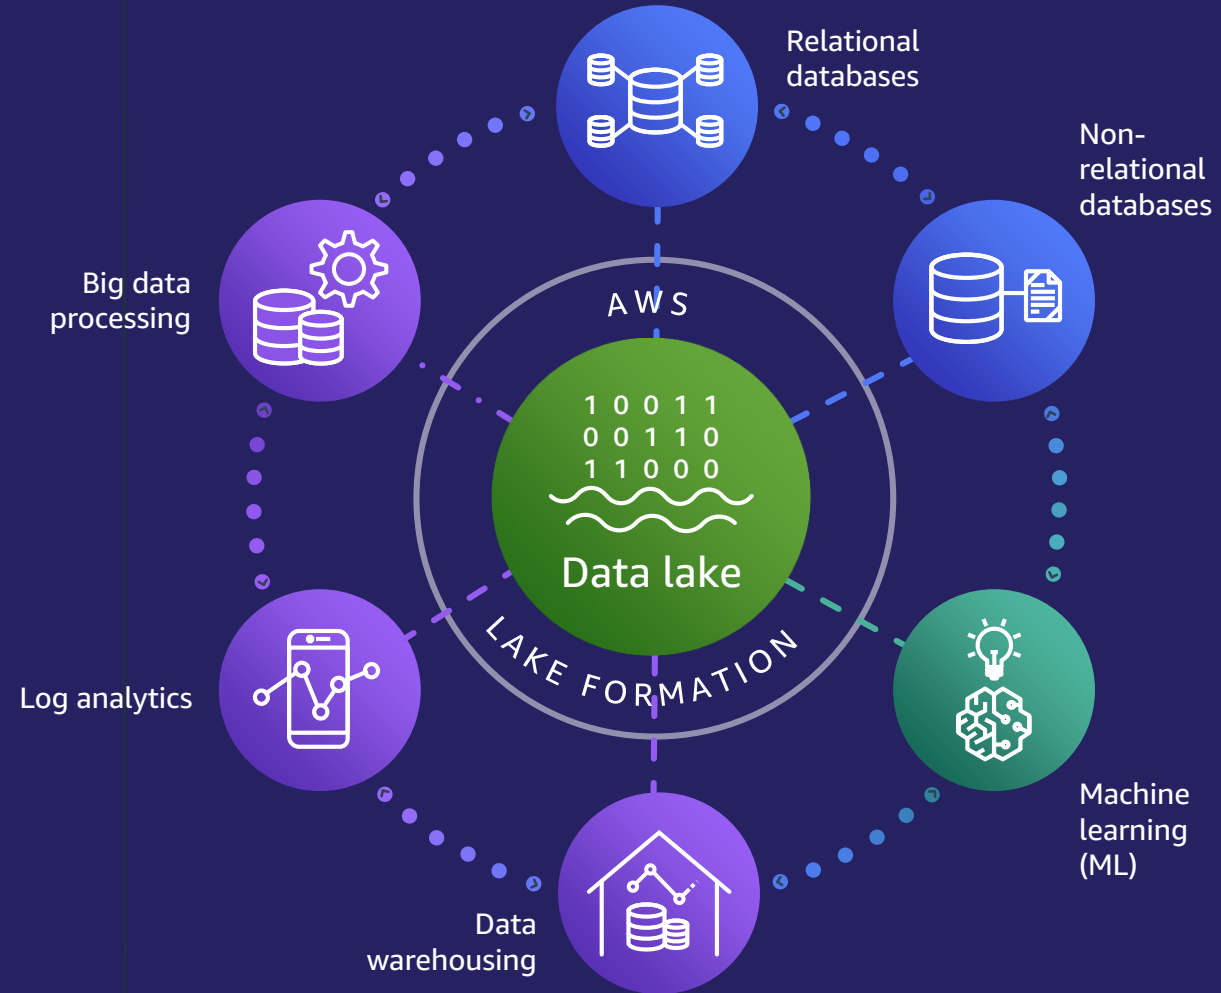 Relational
databases
Non-
relational
databases
Big data
processing
AWS
1 0 0 1 1
0 0 1 1 0
1 1 0 0 0
Data lake
LAKE FORMATION
Log analytics
Machine
learning
(ML)
Data
warehousing